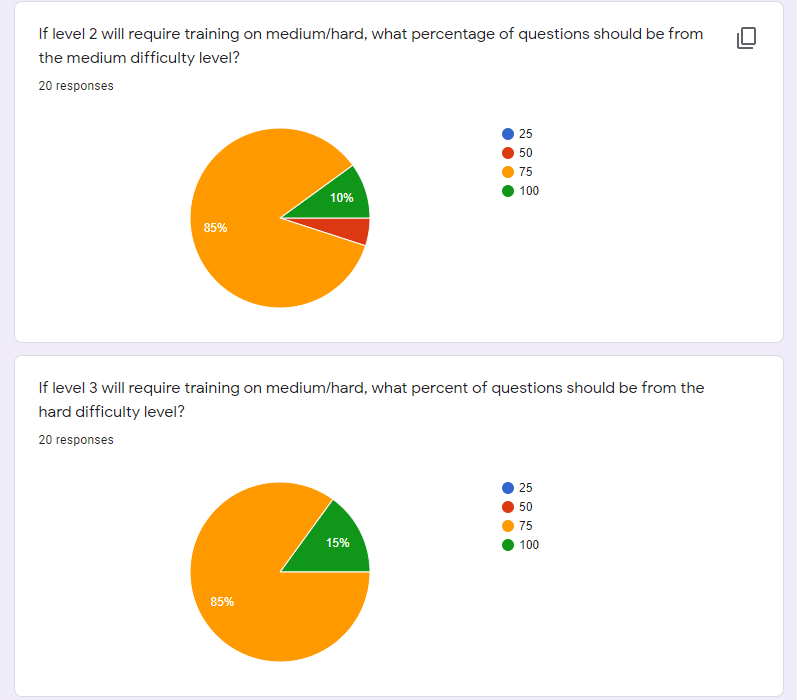 If level 2 will require training on medium/hard, what percentage of questions should be from
the medium difficulty level?
20 responses
25
50
75
100
10%
85%
If level 3 will require training on medium/hard, what percent of questions should be from the
hard difficulty level?
20 responses
25
50
75
100
15%
85%